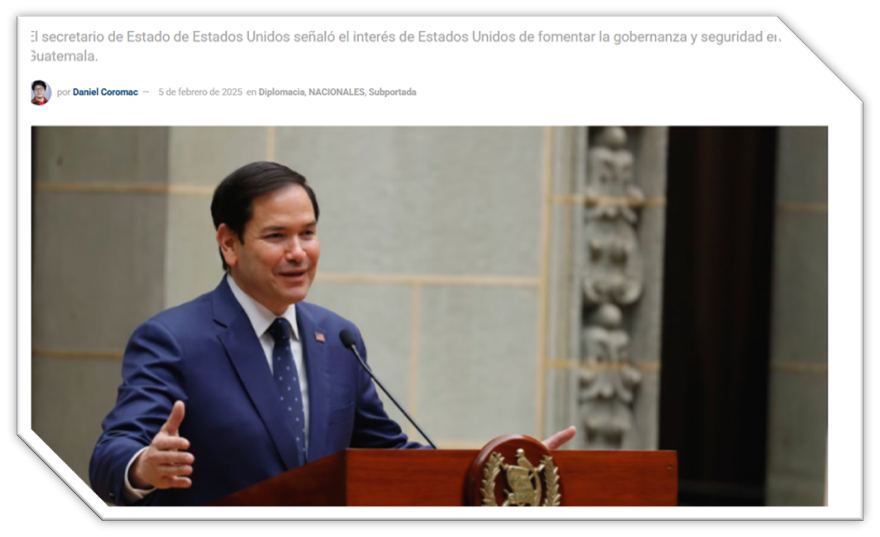 El secretario de Estado de Estados Unidos señaló el interés de Estados Unidos de fomentar la gobernanza y seguridad en
Guatemala.
por Daniel Coromac — 5 de febrero de 2025 en Diplomacia, NACIONALES, Subportada